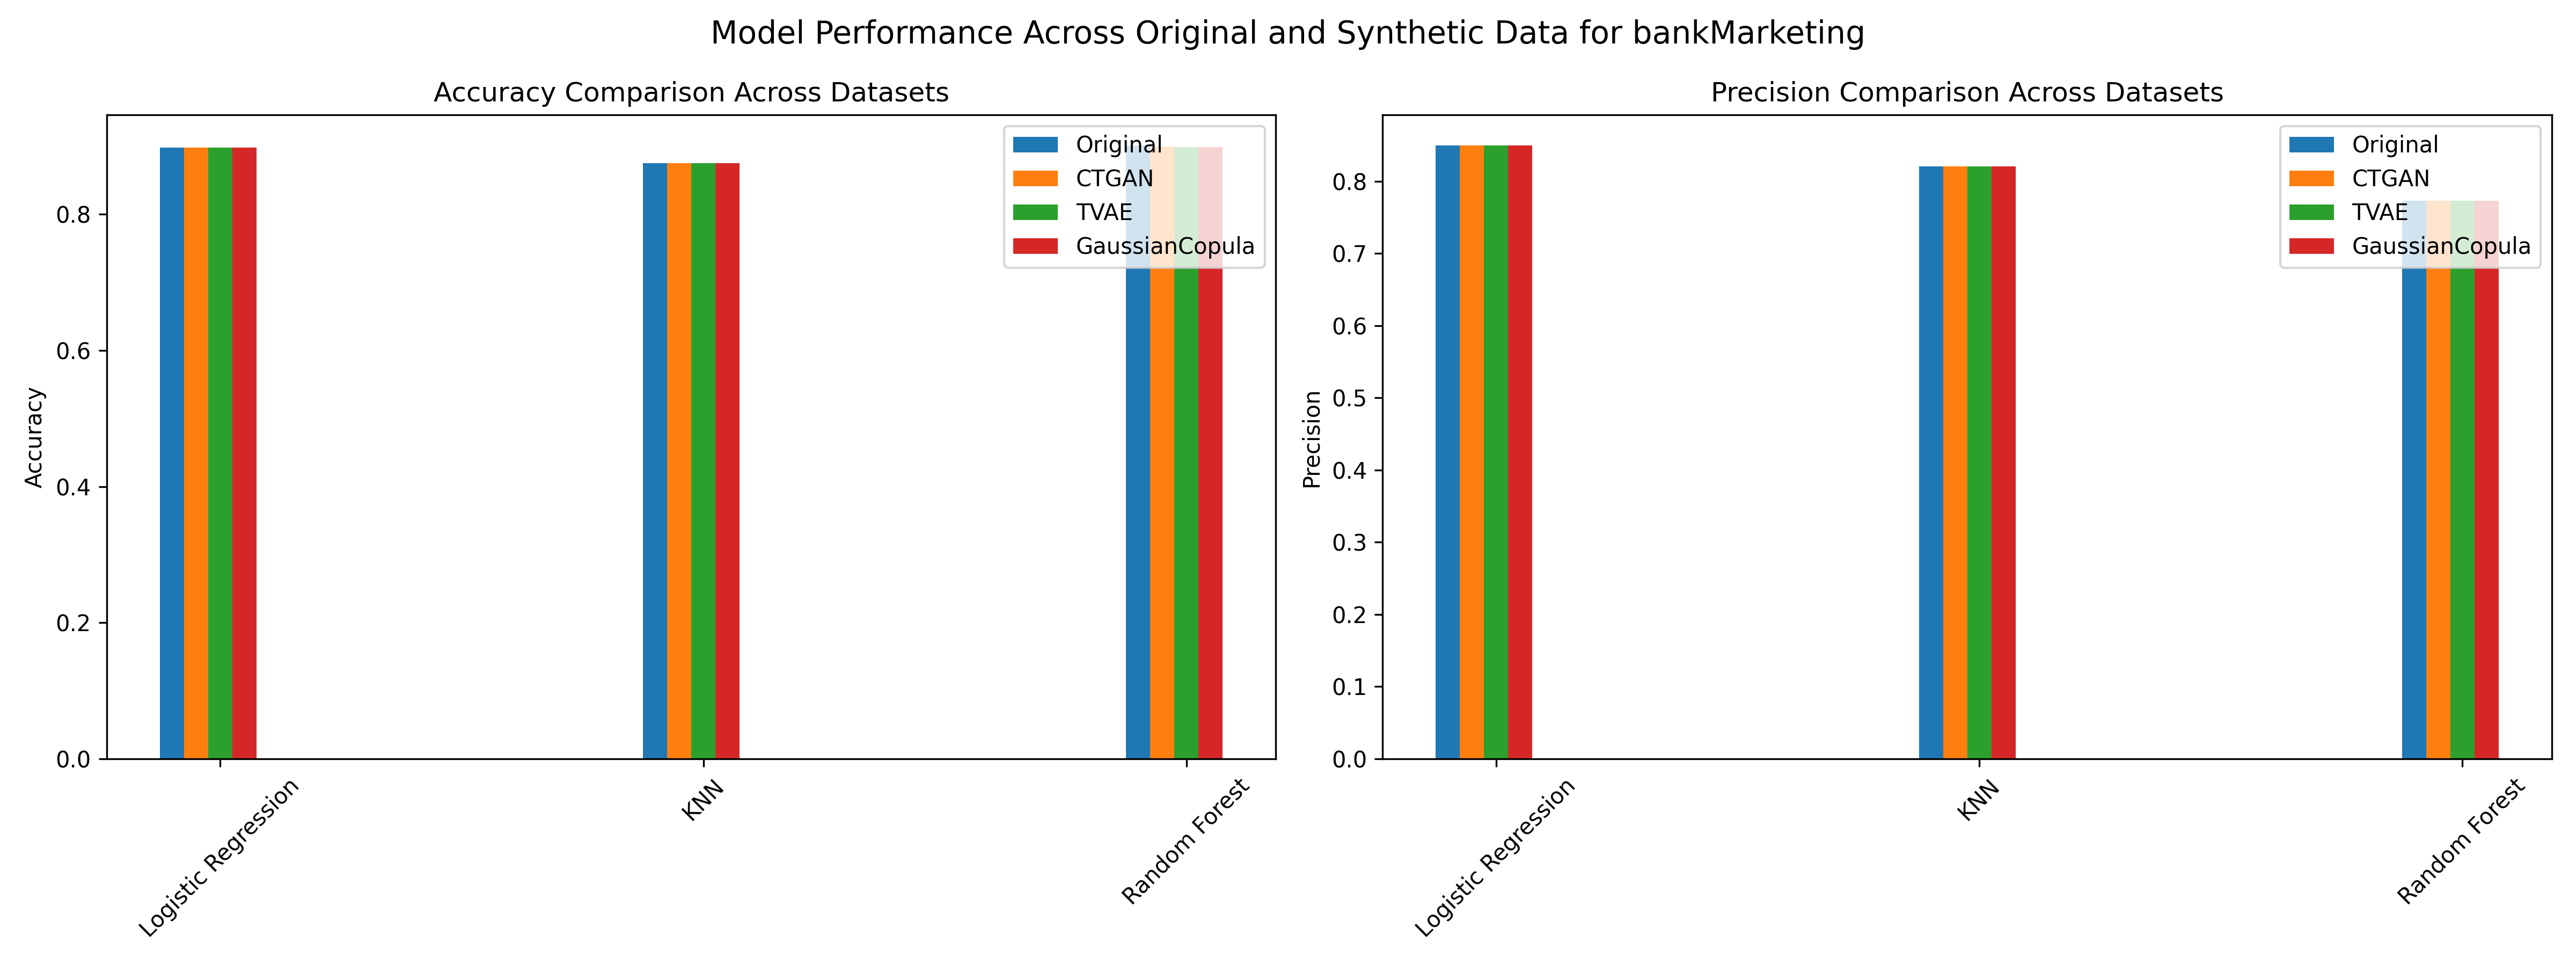 Model Performance Across Original and Synthetic Data for bankMarketing
Accuracy Comparison Across Datasets
Accuracy
0.8
0.6
0.4
0.2
0.0
Original
CTGAN
TVAE
GaussianCopula
Logistic Regression
KNN
Random Forest
Precision Comparison Across Datasets
Precision
0.8
0.7
0.6
0.5
0.4
0.3
0.2
0.1
0.0
Original
CTGAN
TVAE
GaussianCopula
Logistic Regression
KNN
Random Forest